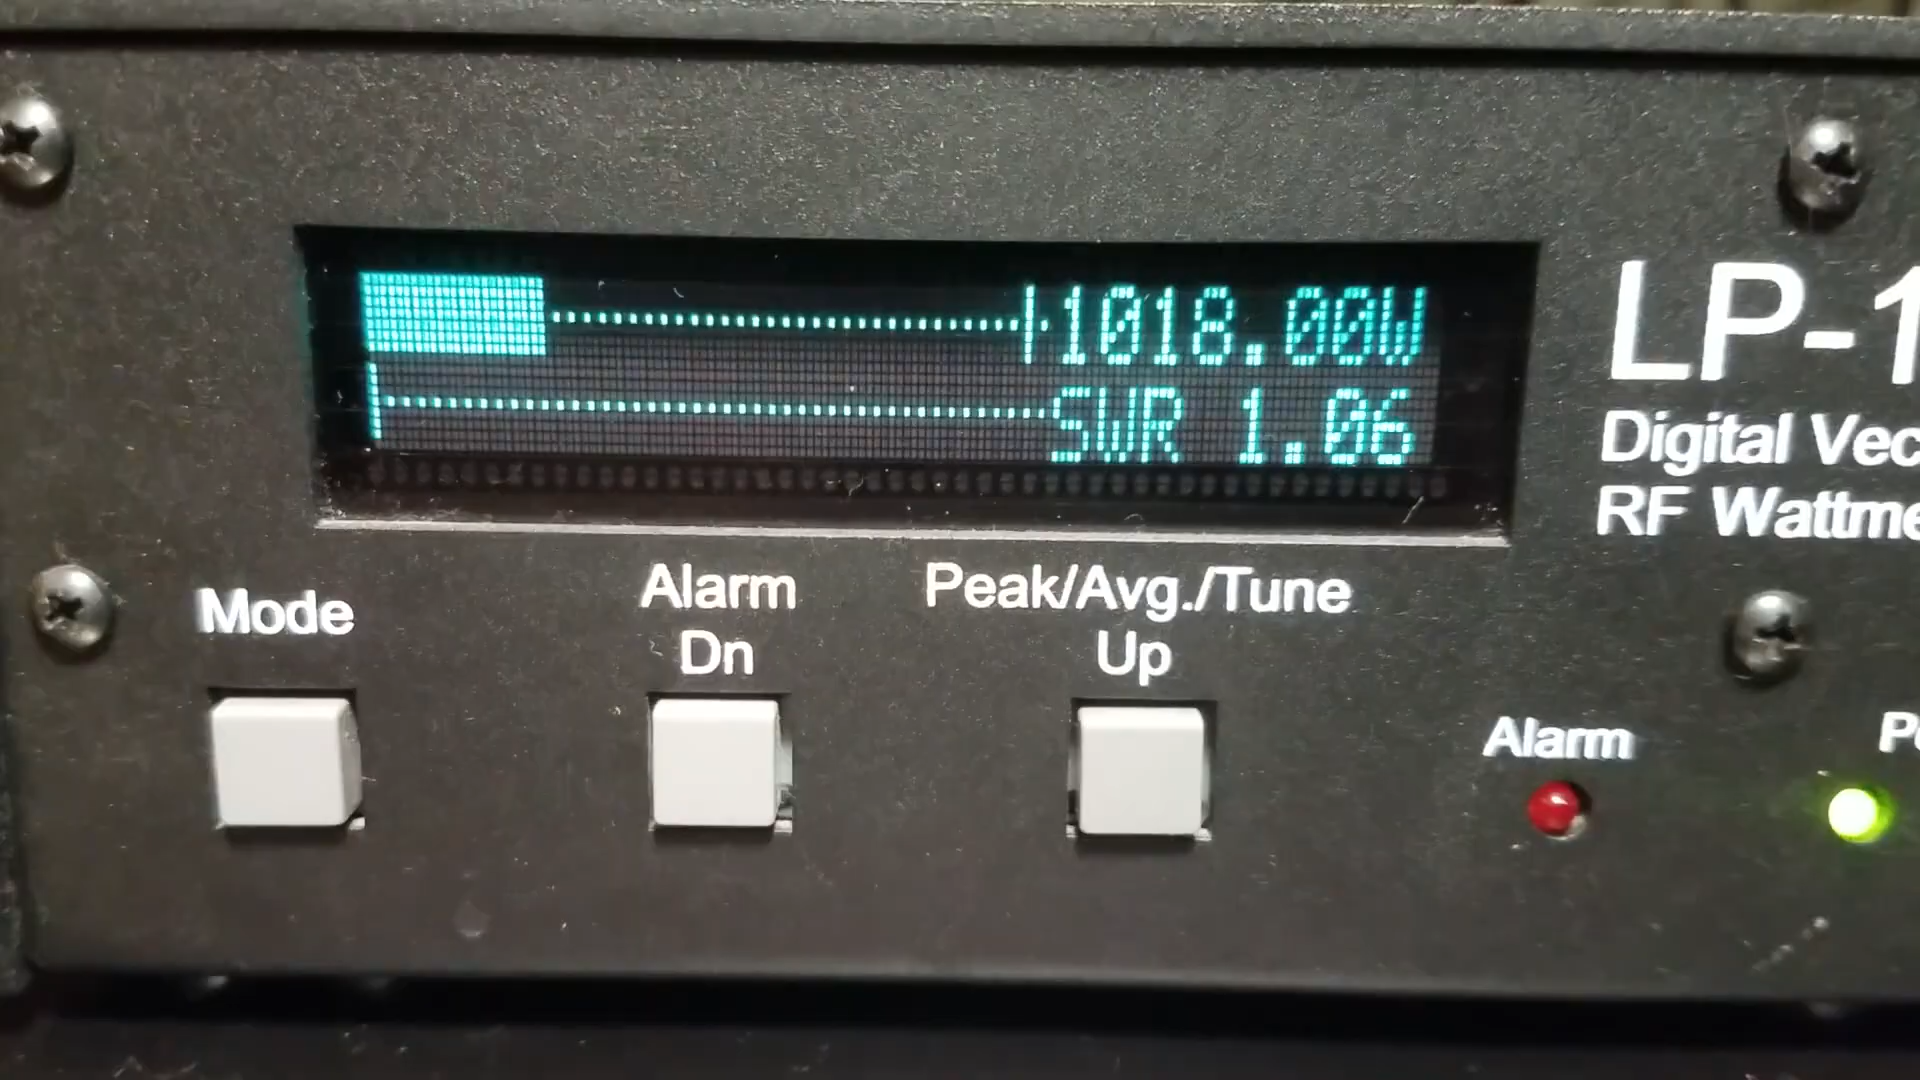 1018.00W
SWR 1.06
LP-1
Digital Vec
RF Wattme
Mode
Alarm
Dn
Peak/Avg./Tune
Up
Alarm